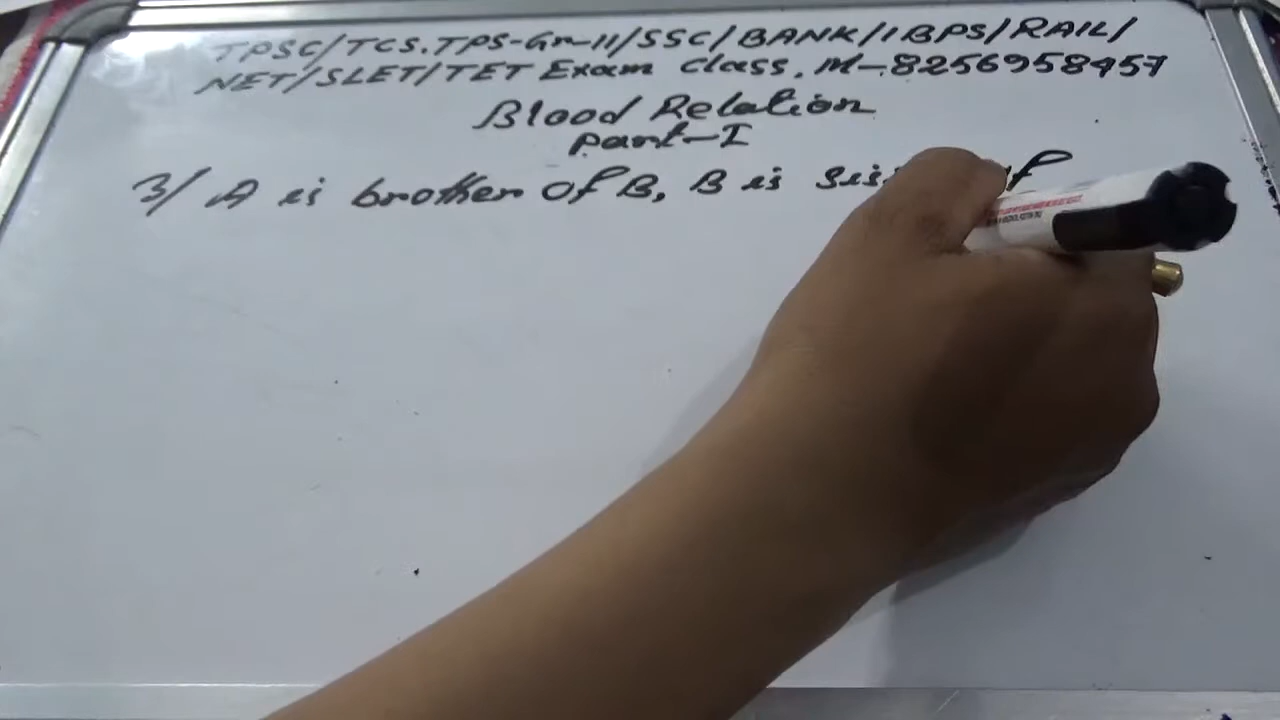 TPSC/TCS.TPS-Gr-II/SSC/BANK/IBPS/RAIL/
NET/SLET/TET Exam class. M-8256958457
Blood Relation
Part-I
3/ A is brother of B, B is of